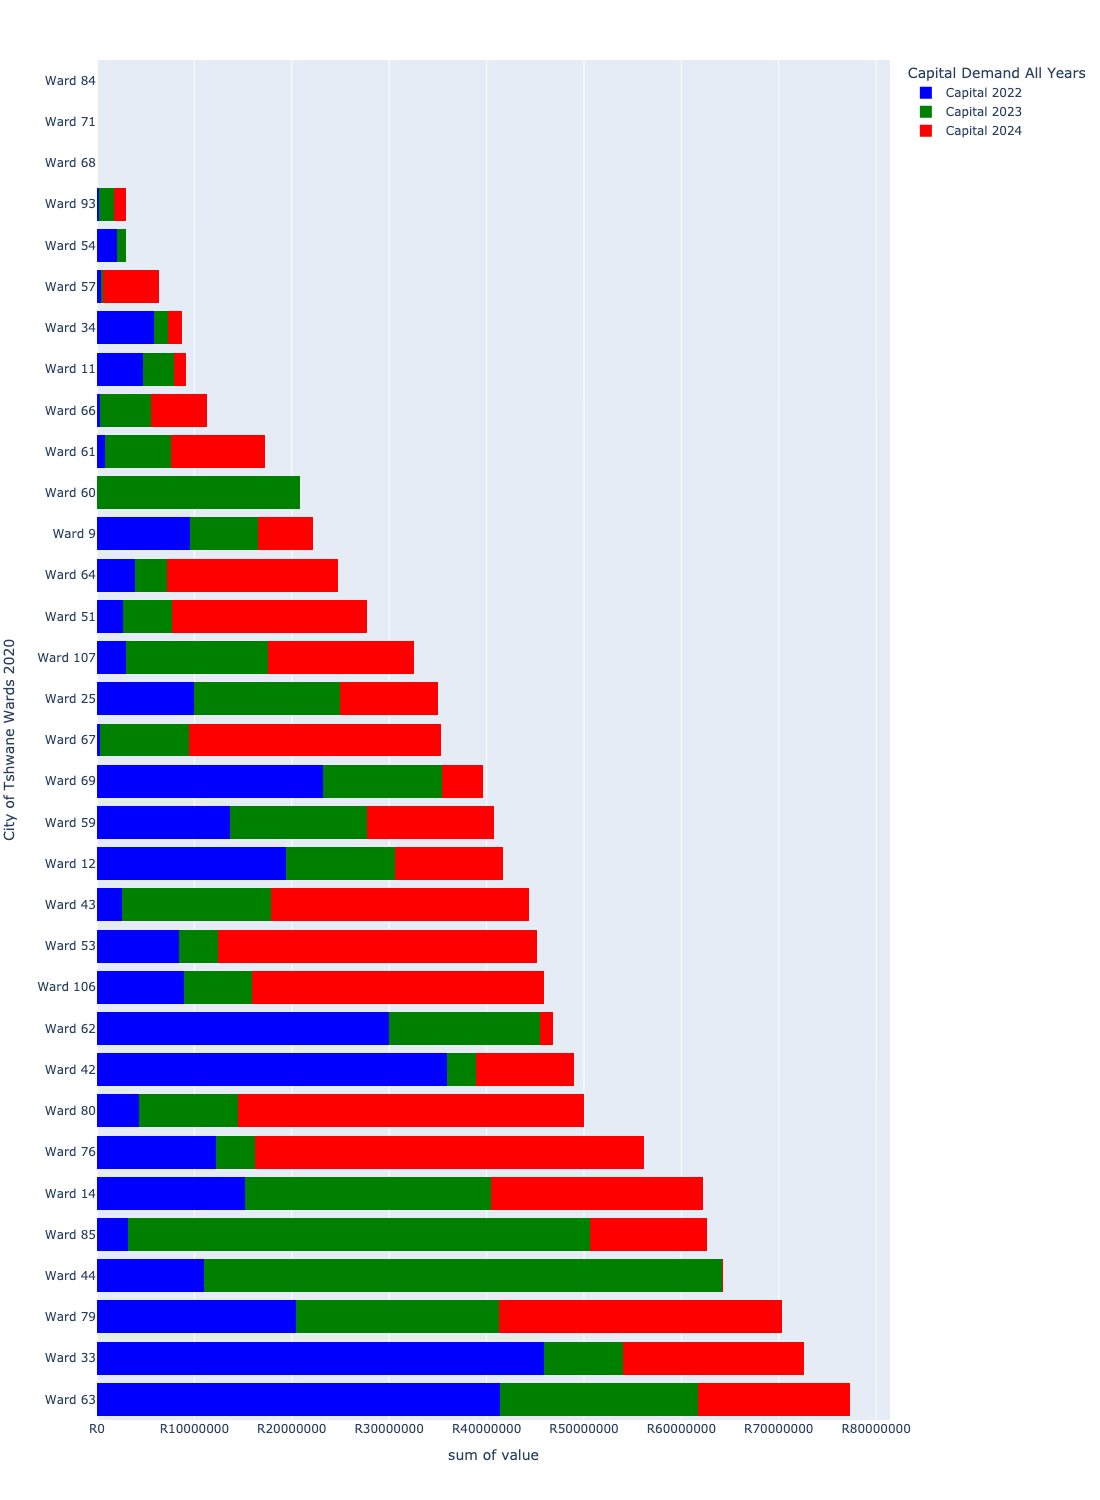 Capital Demand All Years
Capital 2022
Capital 2023
Capital 2024
City of Tshwane Wards 2020
Ward 84
Ward 71
Ward 68
Ward 93
Ward 54
Ward 57
Ward 34
Ward 11
Ward 66
Ward 61
Ward 60
Ward 9
Ward 64
Ward 51
Ward 107
Ward 25
Ward 67
Ward 69
Ward 59
Ward 12
Ward 43
Ward 53
Ward 106
Ward 62
Ward 42
Ward 80
Ward 76
Ward 14
Ward 85
Ward 44
Ward 79
Ward 33
Ward 63
R0 R10000000 R20000000 R30000000 R40000000 R50000000 R60000000 R70000000 R80000000
sum of value